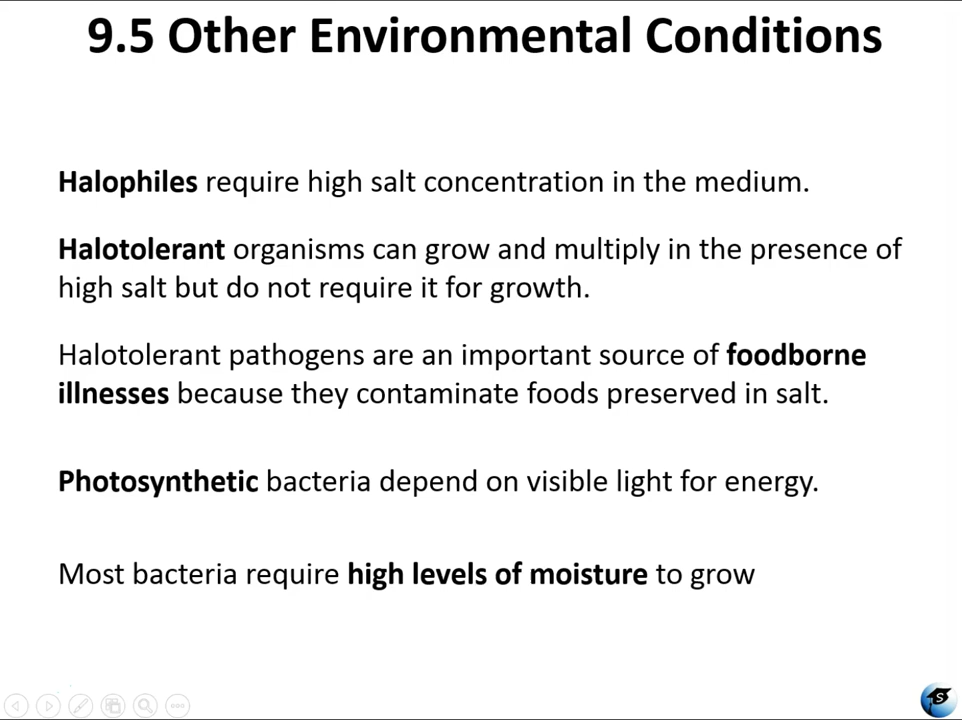 9.5 Other Environmental Conditions
Halophiles require high salt concentration in the medium.
Halotolerant organisms can grow and multiply in the presence of
high salt but do not require it for growth.
Halotolerant pathogens are an important source of foodborne
illnesses because they contaminate foods preserved in salt.
Photosynthetic bacteria depend on visible light for energy.
Most bacteria require high levels of moisture to grow
S